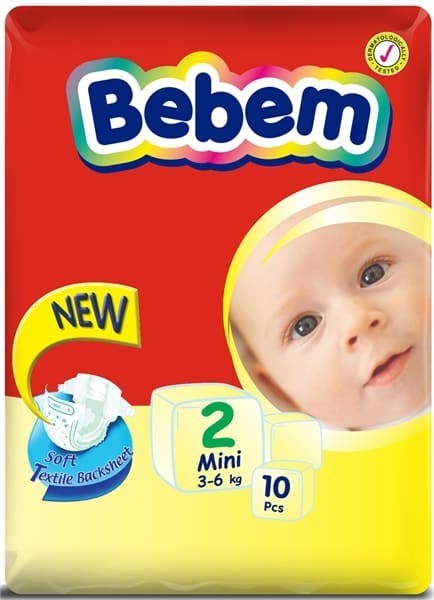 DERMATOLOGICALLY
TESTED
Bebem
NEW
Soft
Textile Backsheet
2
Mini
3-6 kg
10
Pcs